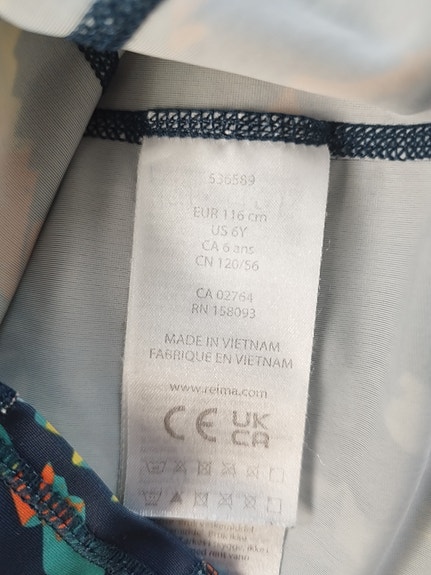 536589
EUR 116 cm
US 6Y
CA 6 ans
CN 120/56
CA 02764
RN 158093
MADE IN VIETNAM
FABRIQUÉ EN VIETNAM
www.reima.com
CE UK
CA